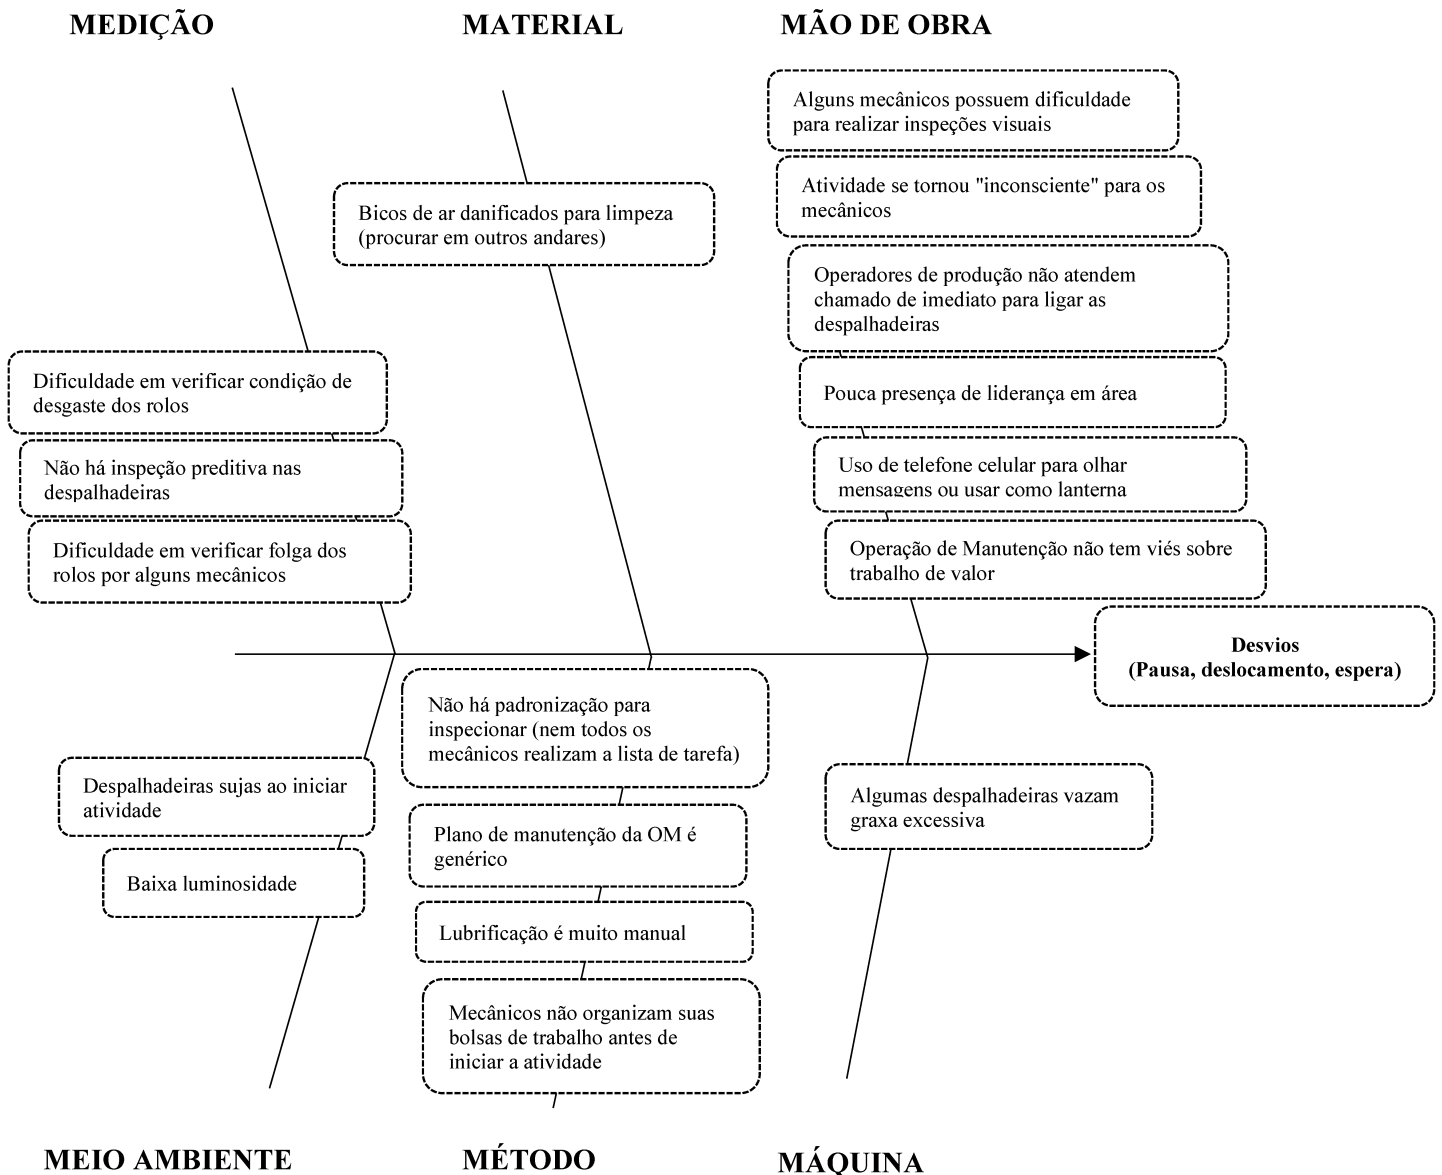 MEDIÇÃO
MATERIAL
MÃO DE OBRA
Alguns mecânicos possuem dificuldade
para realizar inspeções visuais
Atividade se tornou "inconsciente" para os
mecânicos
Bicos de ar danificados para limpeza
(procurar em outros andares)
Operadores de produção não atendem
chamado de imediato para ligar as
despalhadeiras
Dificuldade em verificar condição de
desgaste dos rolos
Pouca presença de liderança em área
Não há inspeção preditiva nas
despalhadeiras
Uso de telefone celular para olhar
mensagens ou usar como lanterna
Dificuldade em verificar folga dos
rolos por alguns mecânicos
Operação de Manutenção não tem viés sobre
trabalho de valor
Desvios
(Pausa, deslocamento, espera)
Não há padronização para
inspecionar (nem todos os
mecânicos realizam a lista de tarefa)
Despalhadeiras sujas ao iniciar
atividade
Algumas despalhadeiras vazam
graxa excessiva
Plano de manutenção da OM é
genérico
Baixa luminosidade
Lubrificação é muito manual
Mecânicos não organizam suas
bolsas de trabalho antes de
iniciar a atividade
MEIO AMBIENTE
MÉTODO
MÁQUINA